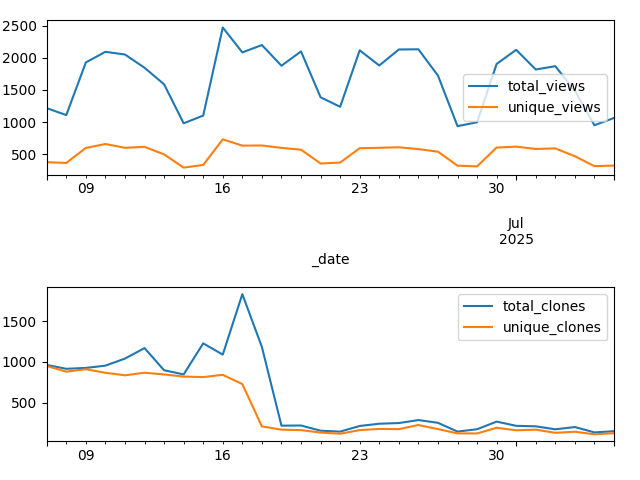 2500
2000
1500
1000
500
total_views
unique_views
09
16
23
30
Jul
2025
_date
1500
1000
500
total_clones
unique_clones
09
16
23
30